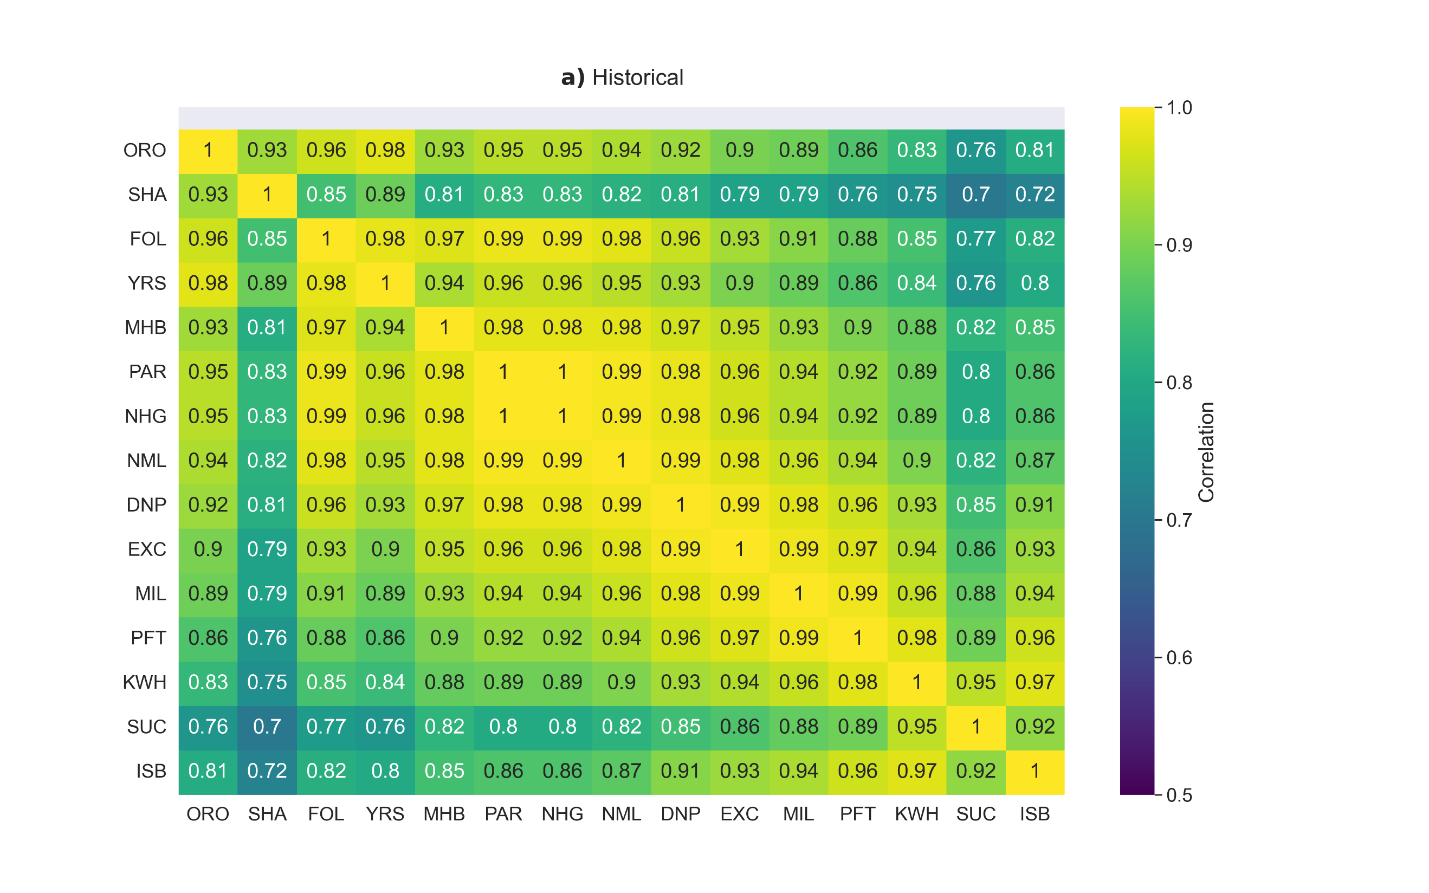 a) Historical
ORO 1 0.93 0.96 0.98 0.93 0.95 0.95 0.94 0.92 0.9 0.89 0.86 0.83 0.76 0.81
SHA 0.93 1 0.85 0.89 0.81 0.83 0.83 0.82 0.81 0.79 0.79 0.76 0.75 0.7 0.72
FOL 0.96 0.85 1 0.98 0.97 0.99 0.99 0.98 0.96 0.93 0.91 0.88 0.85 0.77 0.82
YRS 0.98 0.89 0.98 1 0.94 0.96 0.96 0.95 0.93 0.9 0.89 0.86 0.84 0.76 0.8
MHB 0.93 0.81 0.97 0.94 1 0.98 0.98 0.98 0.97 0.95 0.93 0.9 0.88 0.82 0.85
PAR 0.95 0.83 0.99 0.96 0.98 1 1 0.99 0.98 0.96 0.94 0.92 0.89 0.8 0.86
NHG 0.95 0.83 0.99 0.96 0.98 1 1 0.99 0.98 0.96 0.94 0.92 0.89 0.8 0.86
NML 0.94 0.82 0.98 0.95 0.98 0.99 0.99 1 0.99 0.98 0.96 0.94 0.9 0.82 0.87
DNP 0.92 0.81 0.96 0.93 0.97 0.98 0.98 0.99 1 0.99 0.98 0.96 0.93 0.85 0.91
EXC 0.9 0.79 0.93 0.9 0.95 0.96 0.96 0.98 0.99 1 0.99 0.97 0.94 0.86 0.93
MIL 0.89 0.79 0.91 0.89 0.93 0.94 0.94 0.96 0.98 0.99 1 0.99 0.96 0.88 0.94
PFT 0.86 0.76 0.88 0.86 0.9 0.92 0.92 0.94 0.96 0.97 0.99 1 0.98 0.89 0.96
KWH 0.83 0.75 0.85 0.84 0.88 0.89 0.89 0.9 0.93 0.94 0.96 0.98 1 0.95 0.97
SUC 0.76 0.7 0.77 0.76 0.82 0.8 0.8 0.82 0.85 0.86 0.88 0.89 0.95 1 0.92
ISB 0.81 0.72 0.82 0.8 0.85 0.86 0.86 0.87 0.91 0.93 0.94 0.96 0.97 0.92 1
ORO SHA FOL YRS MHB PAR NHG NML DNP EXC MIL PFT KWH SUC ISB
1.0
0.9
0.8
0.7
0.6
0.5
Correlation